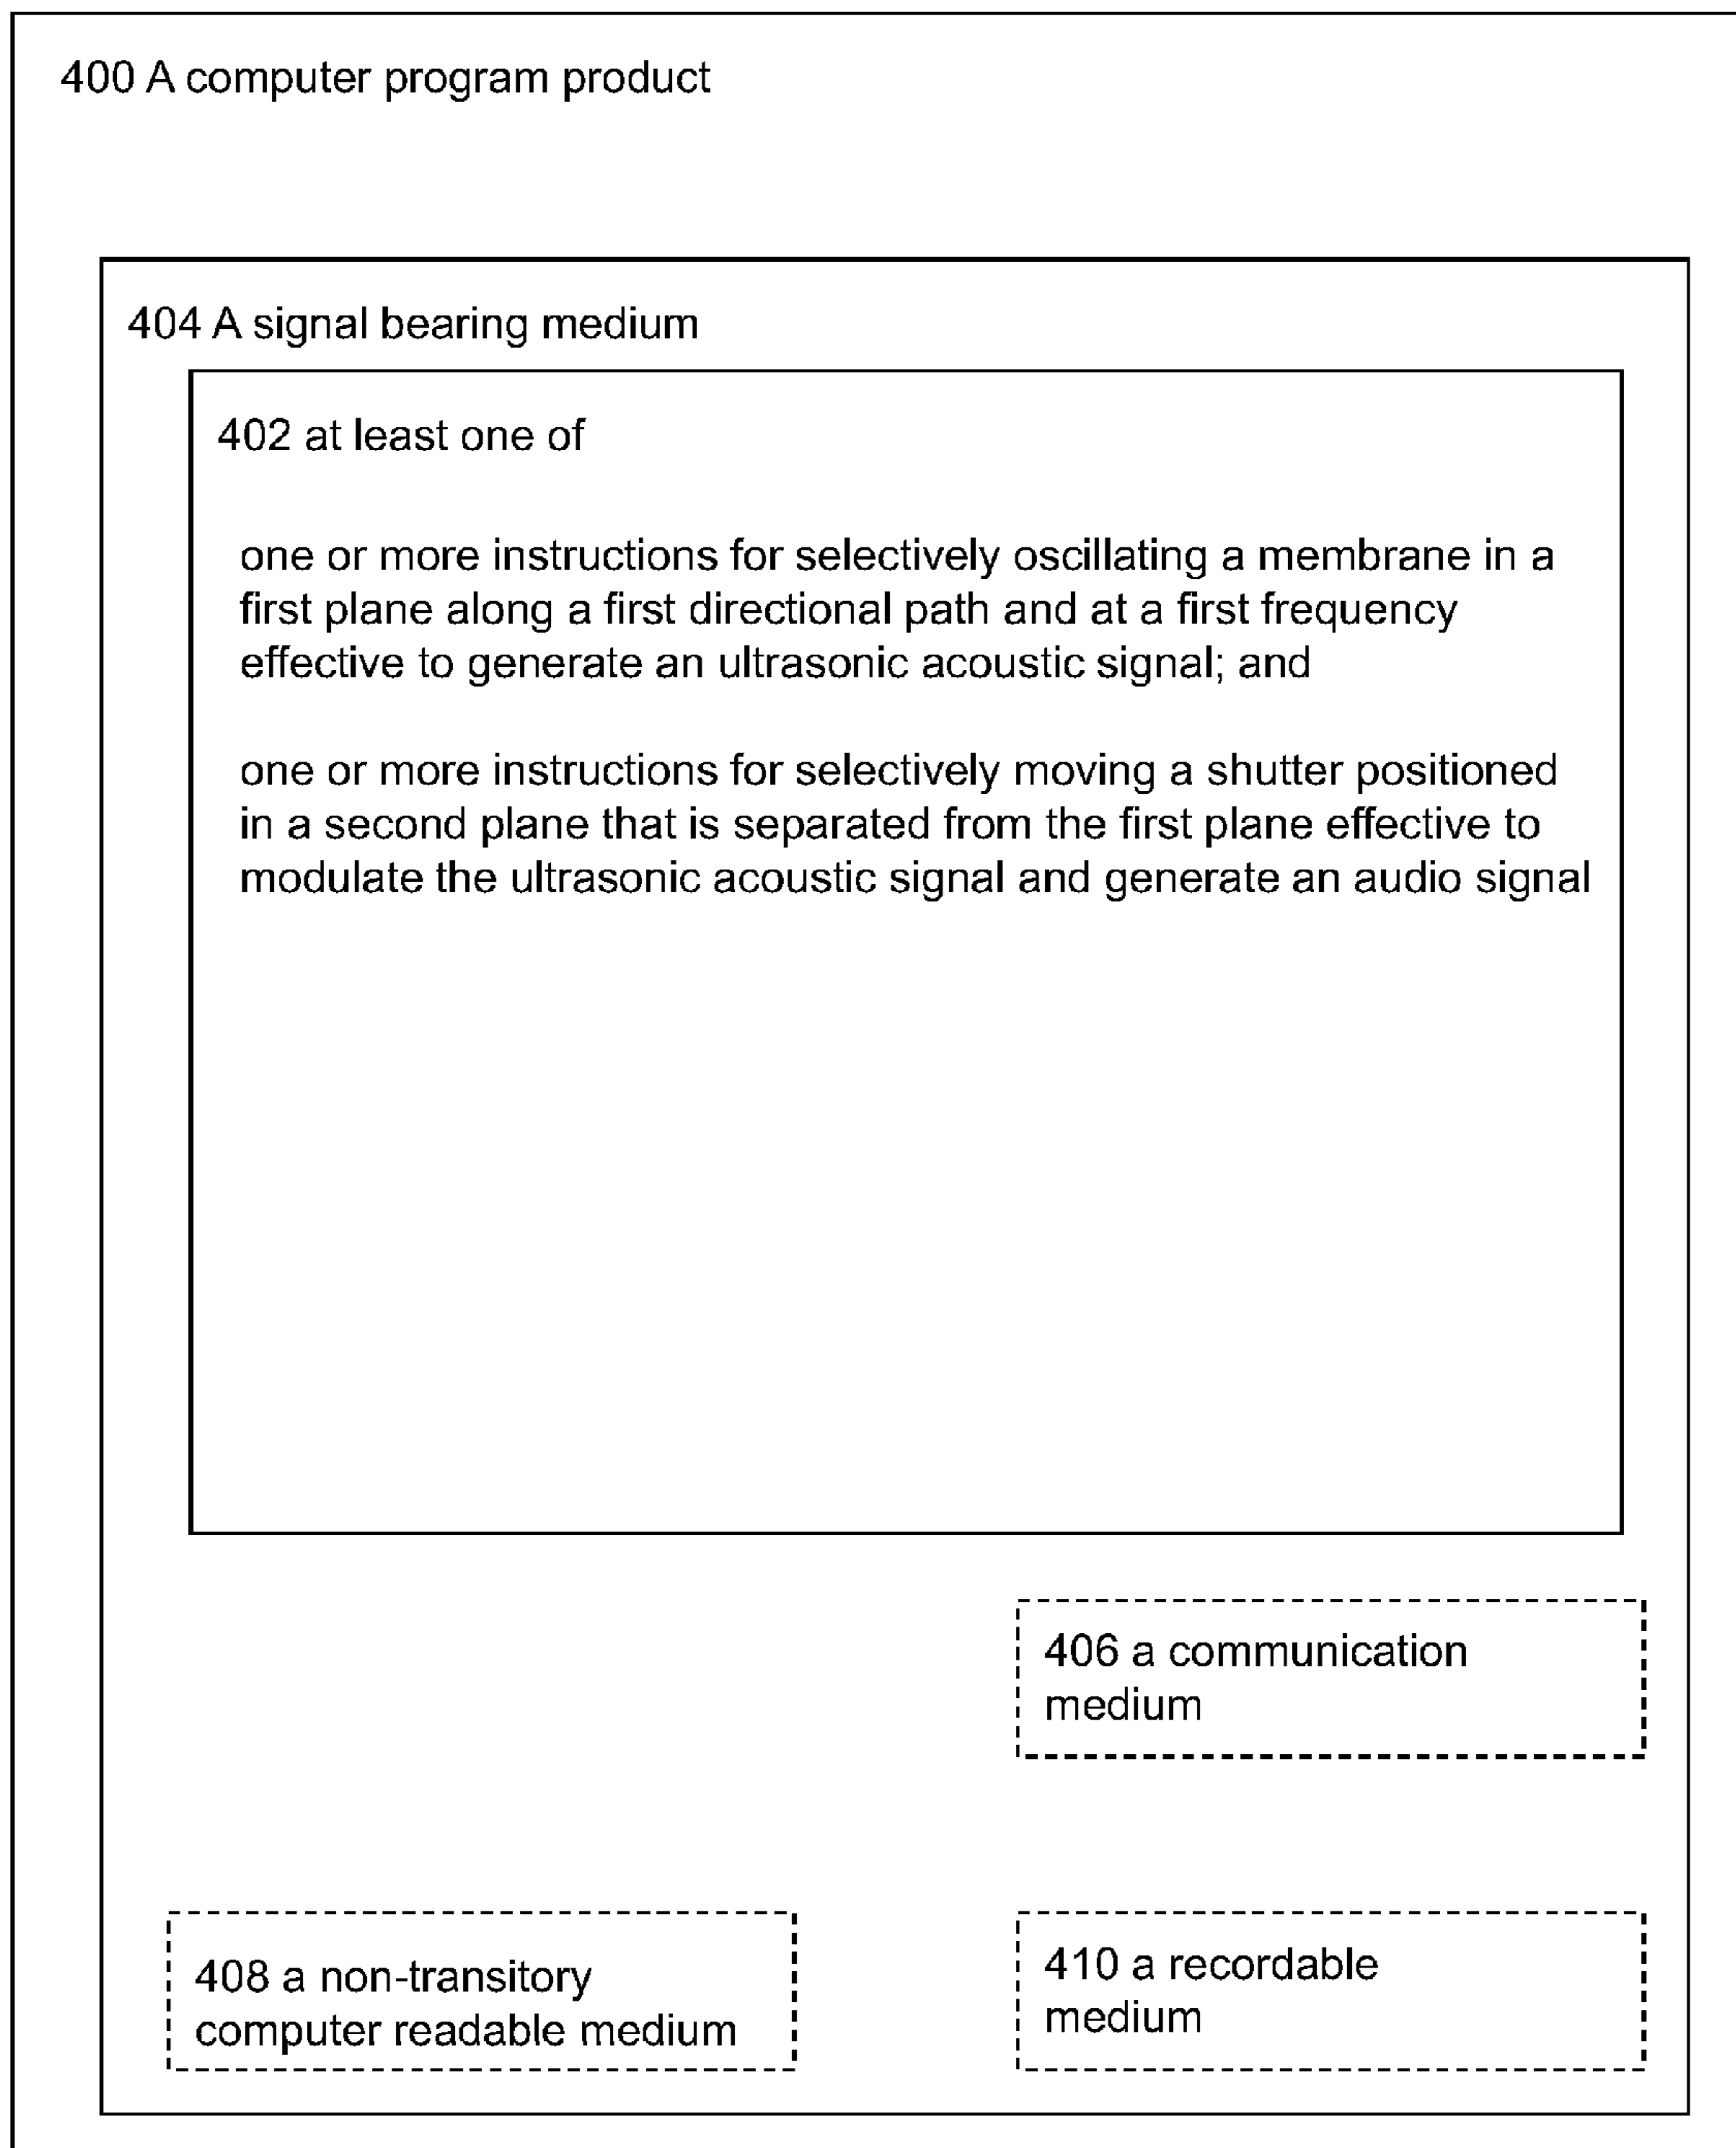 400 A computer program product
404 A signal bearing medium
402 at least one of
one or more instructions for selectively oscillating a membrane in a
first plane along a first directional path and at a first frequency
effective to generate an ultrasonic acoustic signal; and
one or more instructions for selectively moving a shutter positioned
in a second plane that is separated from the first plane effective to
modulate the ultrasonic acoustic signal and generate an audio signal
406 a communication
medium
408 a non-transitory
computer readable medium
410 a recordable
medium